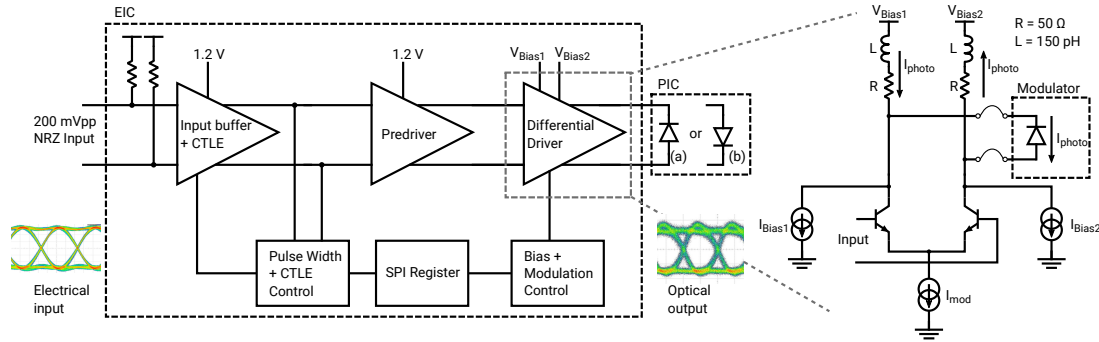 EIC
1.2 V
1.2 V
V_Bias1 V_Bias2
200 mVpp
NRZ Input
Input buffer
+ CTLE
Predriver
Differential
Driver
PIC
or
(a)
(b)
Pulse Width
+ CTLE
Control
SPI Register
Bias +
Modulation
Control
Electrical
input
Optical
output
V_Bias1
V_Bias2
R = 50 Ω
L = 150 pH
L
L
I_photo
I_photo
R
R
Modulator
I_photo
I_Bias1
Input
I_Bias2
I_mod